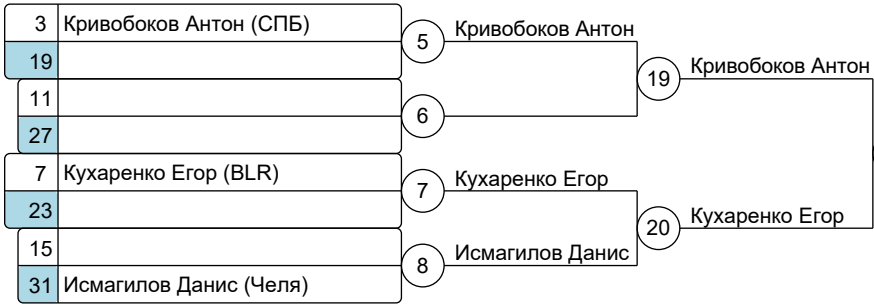 3 Кривобоков Антон (СПБ)
19
5 Кривобоков Антон
11
27
6
19 Кривобоков Антон
7 Кухаренко Егор (BLR)
23
7 Кухаренко Егор
15
31 Исмагилов Данис (Челя)
8 Исмагилов Данис
20 Кухаренко Егор